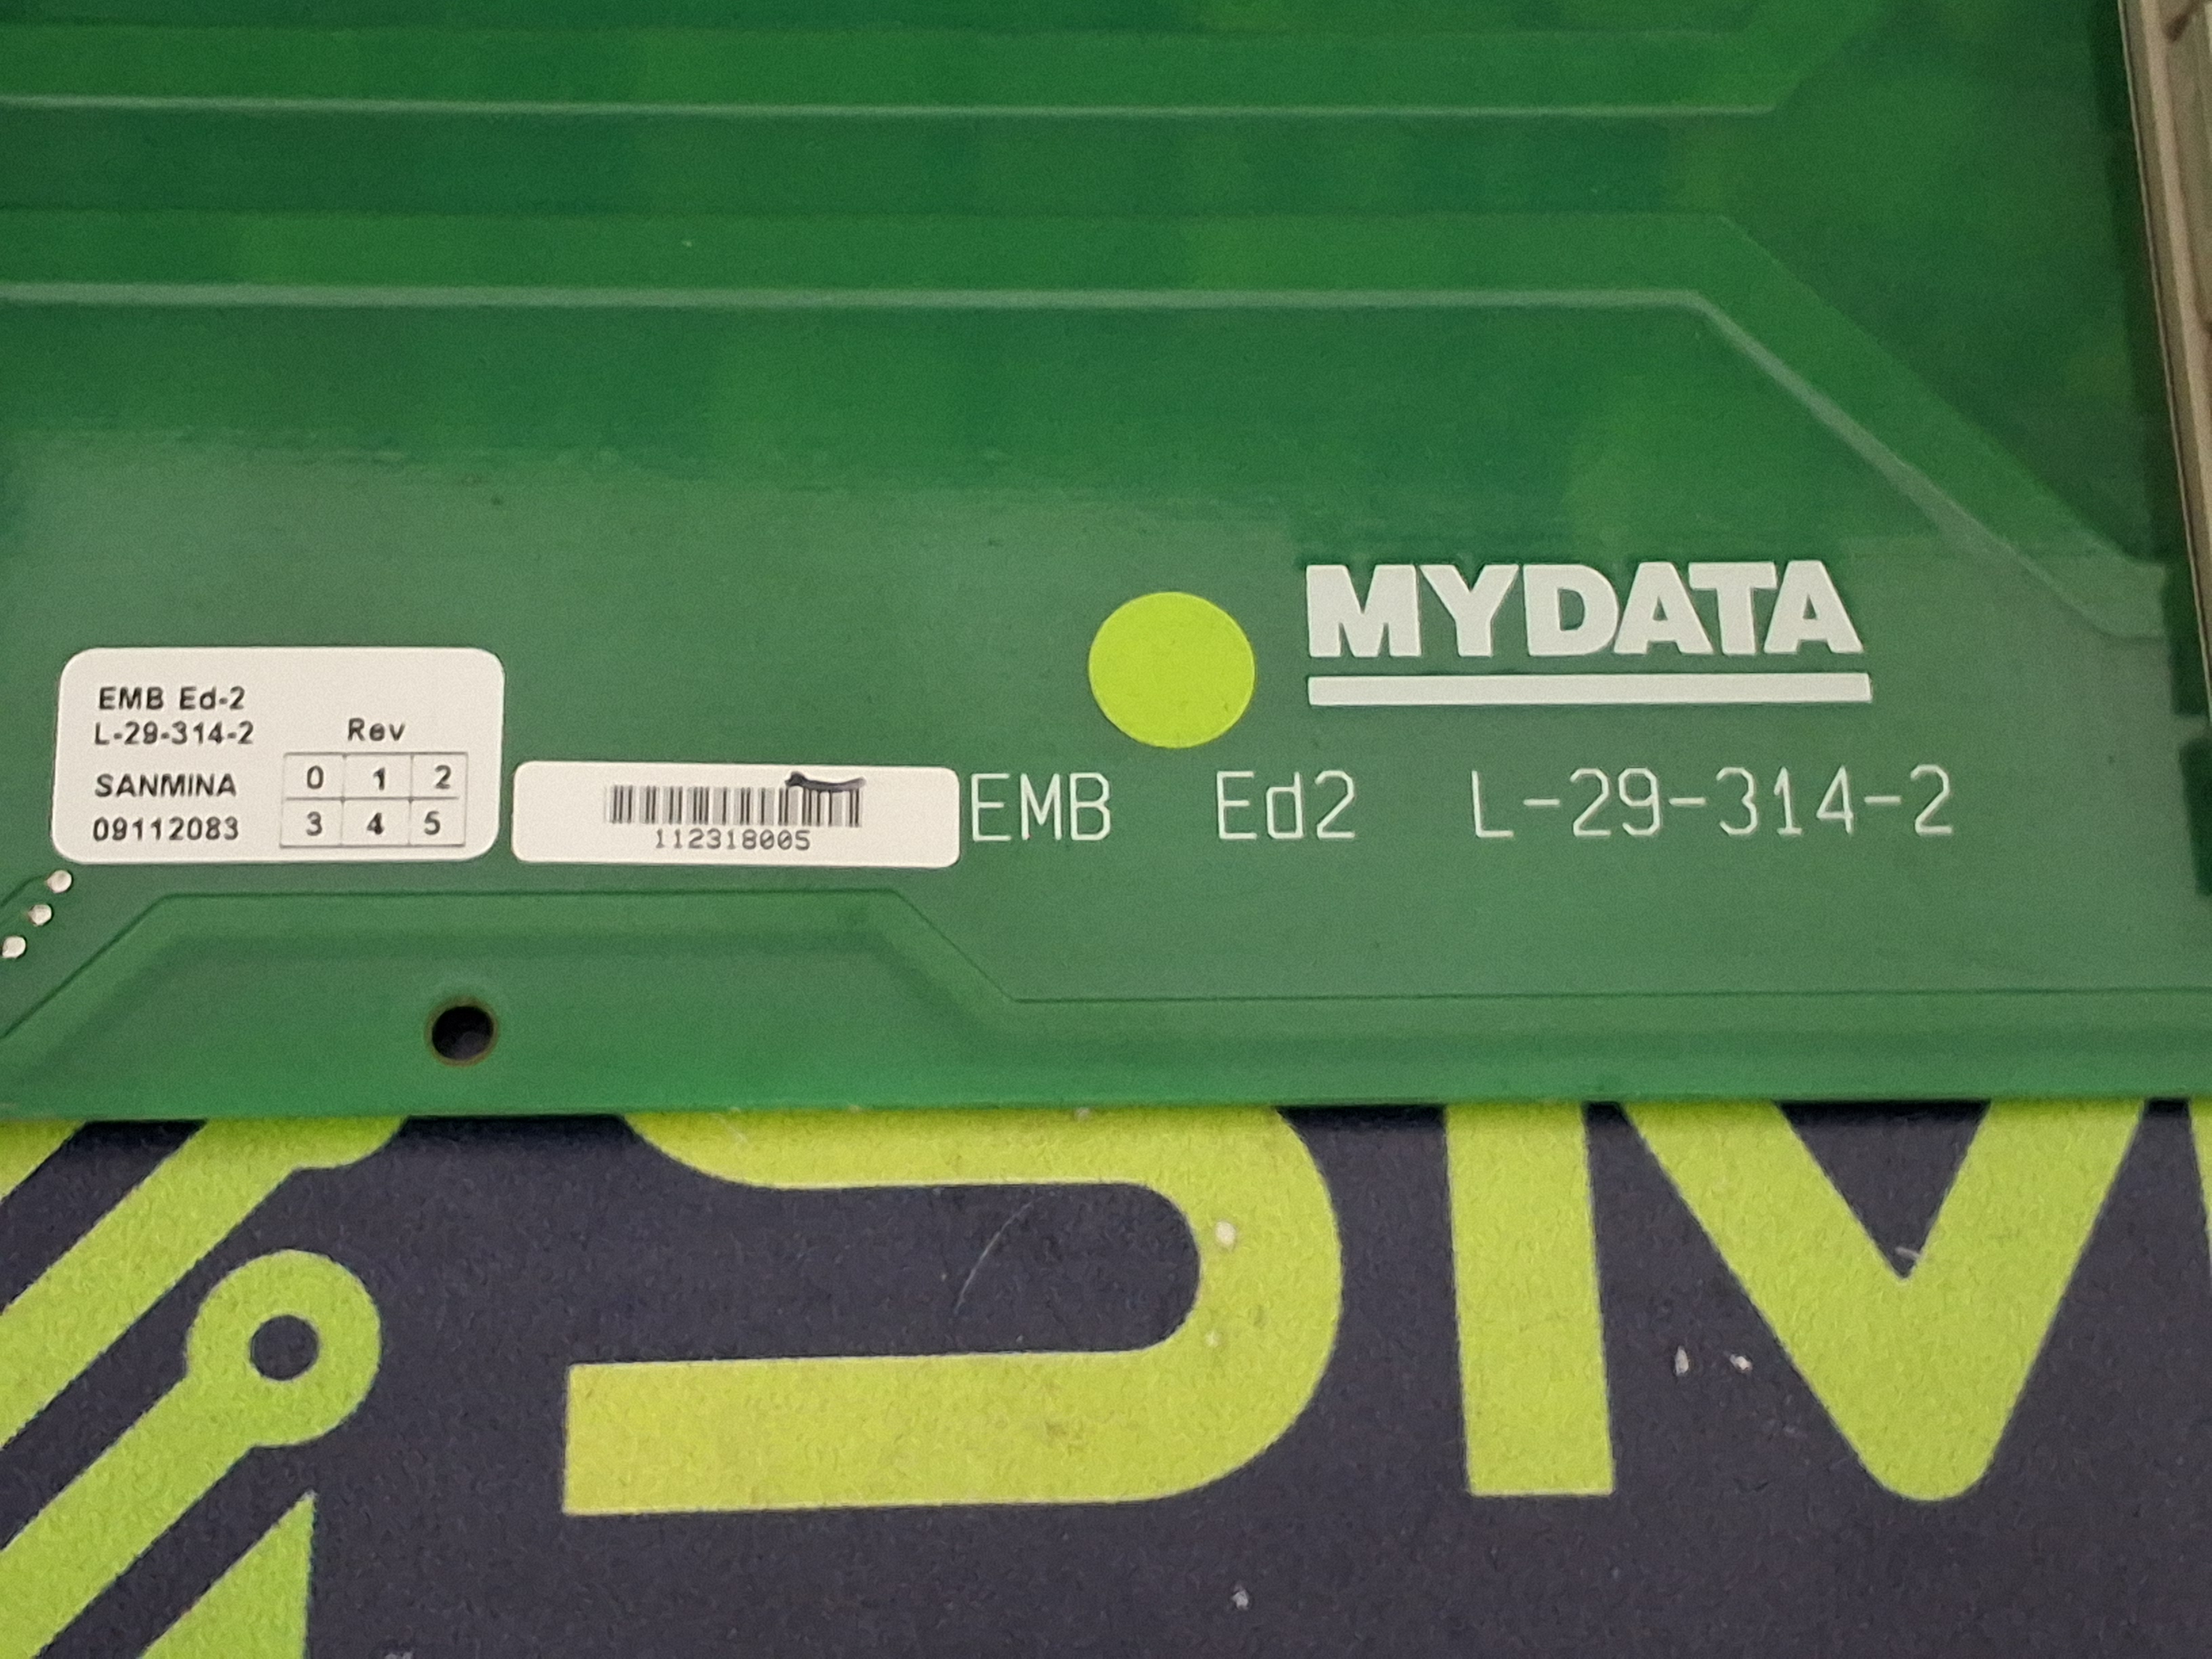 MYDATA
EMB Ed2 L-29-314-2
EMB Ed-2
L-29-314-2 Rev
SANMINA 0 1 2
09112083 3 4 5
112318005
SM